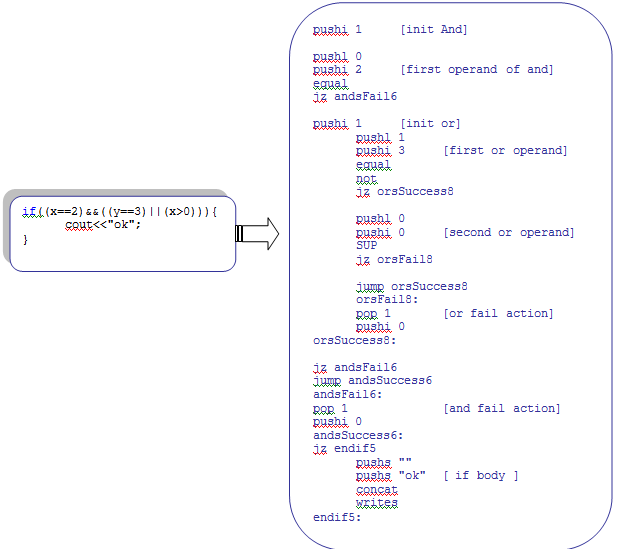 if((x==2)&&((y==3)||(x>0))){
cout<<"ok";
}
pushi 1 [init And]
pushl 0
pushi 2 [first operand of and]
equal
jz andsFail6
pushi 1 [init or]
pushl 1
pushi 3 [first or operand]
equal
not
jz orsSuccess8
pushl 0
pushi 0 [second or operand]
SUP
jz orsFail8
jump orsSuccess8
orsFail8:
pop 1 [or fail action]
pushi 0
orsSuccess8:
jz andsFail6
jump andsSuccess6
andsFail6:
pop 1 [and fail action]
pushi 0
andsSuccess6:
jz endif5
pushs ""
pushs "ok" [ if body ]
concat
writes
endif5: